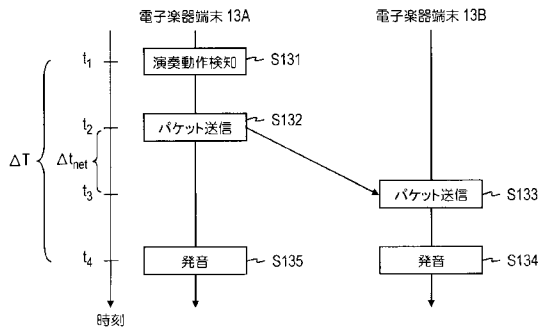 電子楽器端末 13A
電子楽器端末 13B
t1
演奏動作検知
S131
t2
パケット送信
S132
ΔT
Δtnet
t3
パケット送信
S133
t4
発音
S135
発音
S134
時刻